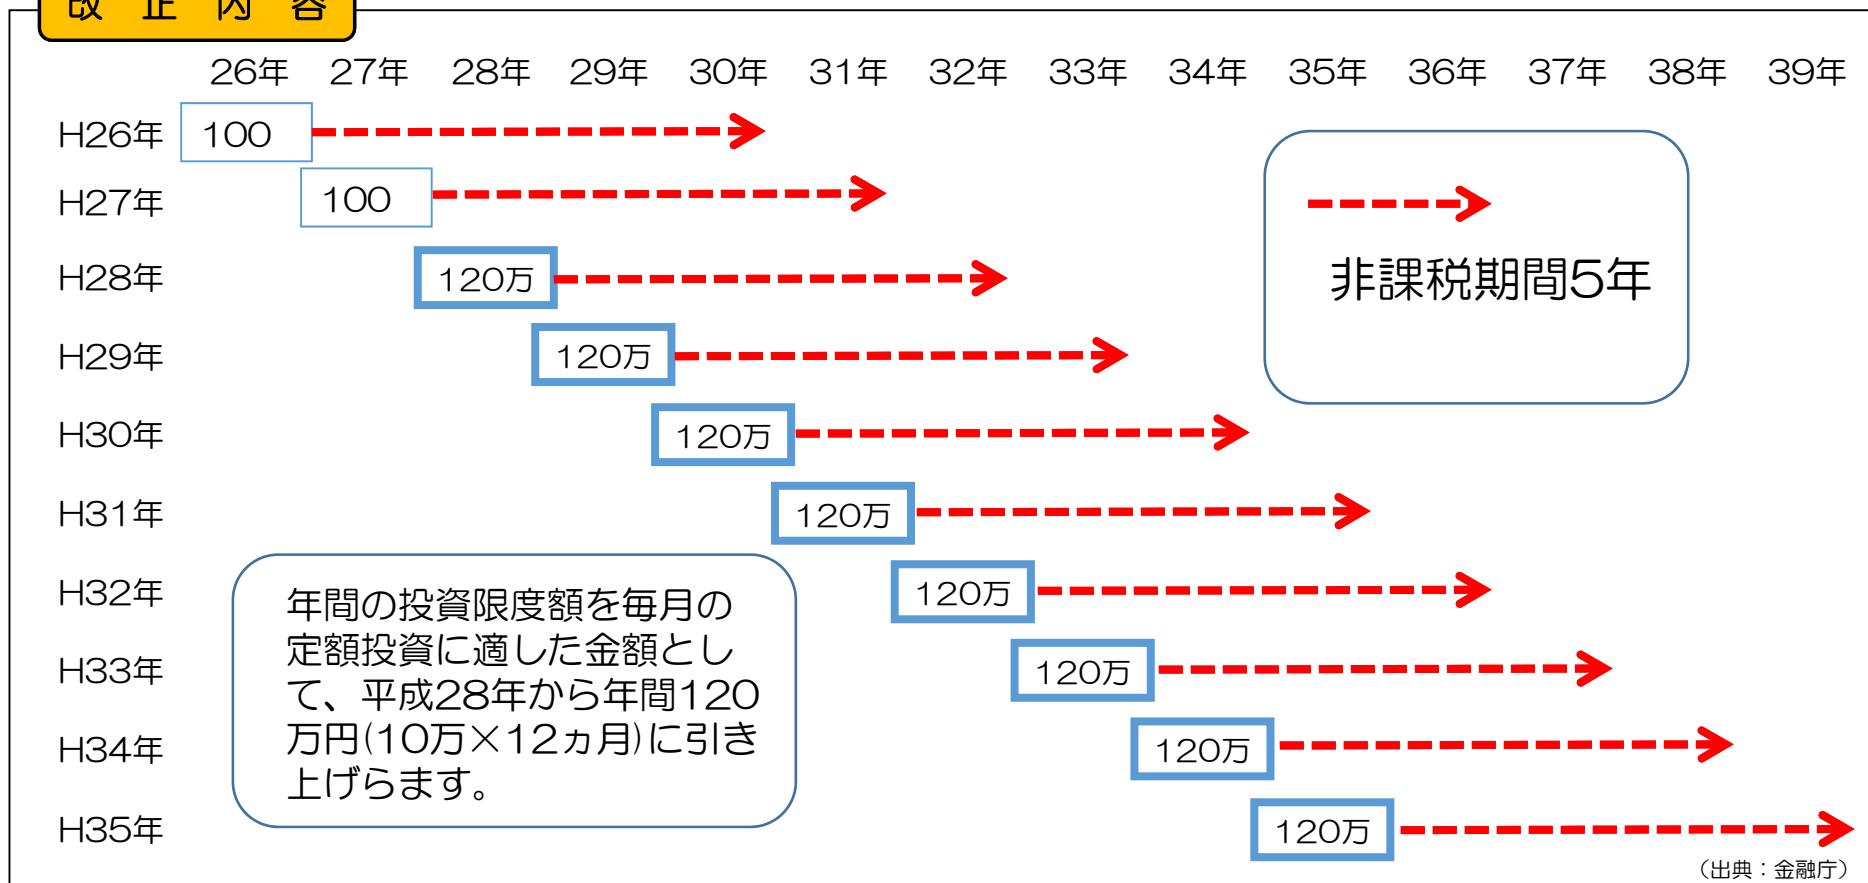 改正内容
26年 27年 28年 29年 30年 31年 32年 33年 34年 35年 36年 37年 38年 39年
H26年 100
H27年 100
H28年 120万
H29年 120万
H30年 120万
H31年 120万
H32年 120万
H33年 120万
H34年 120万
H35年 120万
非課税期間5年
年間の投資限度額を毎月の
定額投資に適した金額とし
て、平成28年から年間120
万円(10万×12ヵ月)に引き
上げらます。
（出典：金融庁）